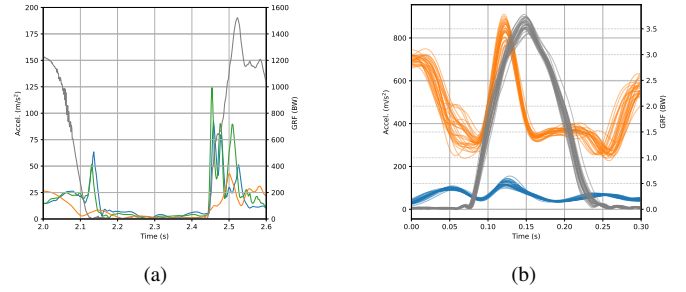 200 1600
175 1400
150 1200
125 1000
100 800
75 600
50 400
25 200
0 0
Accel. (m/s²)
GRF (BW)
2.0 2.1 2.2 2.3 2.4 2.5 2.6
Time (s)
(a)
800 3.5
3.0
600 2.5
2.0
400 1.5
1.0
200 0.5
0 0.0
Accel. (m/s²)
GRF (BW)
0.00 0.05 0.10 0.15 0.20 0.25 0.30
Time (s)
(b)